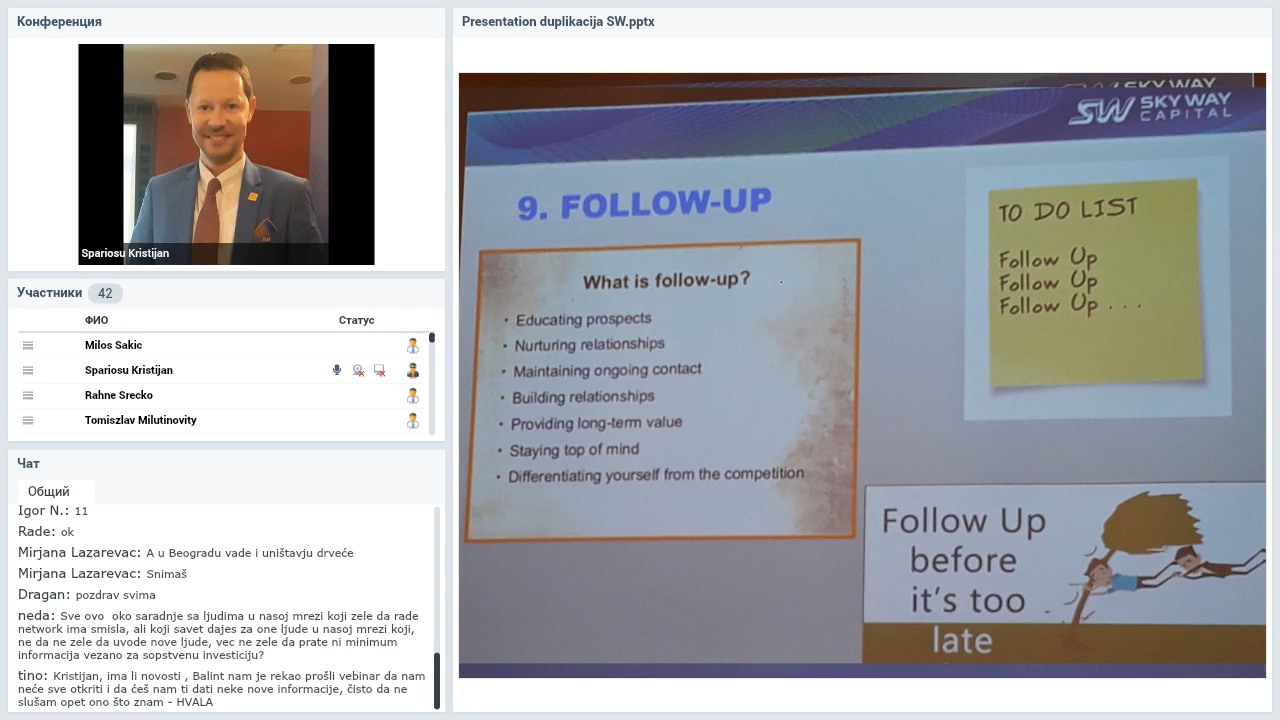 Конференция
Spariosu Kristijan
Участники 42
ФИО Статус
Milos Sakic
Spariosu Kristijan
Rahne Srecko
Tomiszlav Milutinovity
Чат
Общий
Igor N.: 11
Rade: ok
Mirjana Lazarevac: A u Beogradu vade i uništavju drveće
Mirjana Lazarevac: Snimaš
Dragan: pozdrav svima
neda: Sve ovo oko saradnje sa ljudima u nasoj mrezi koji zele da rade
network ima smisla, ali koji savet dajes za one ljude u nasoj mrezi koji,
ne da ne zele da uvode nove ljude, vec ne zele da prate ni minimum
informacija vezano za sopstvenu investiciju?
tino: Kristijan, ima li novosti , Balint nam je rekao prošli vebinar da nam
neće sve otkriti i da ćeš nam ti dati neke nove informacije, čisto da ne
slušam opet ono što znam - HVALA
Presentation duplikacija SW.pptx
SKY WAY
SW SKY WAY
CAPITAL
9. FOLLOW-UP
What is follow-up?
• Educating prospects
• Nurturing relationships
• Maintaining ongoing contact
• Building relationships
• Providing long-term value
• Staying top of mind
• Differentiating yourself from the competition
TO DO LIST
Follow Up
Follow Up
Follow Up . . .
Follow Up
before
it's too
late